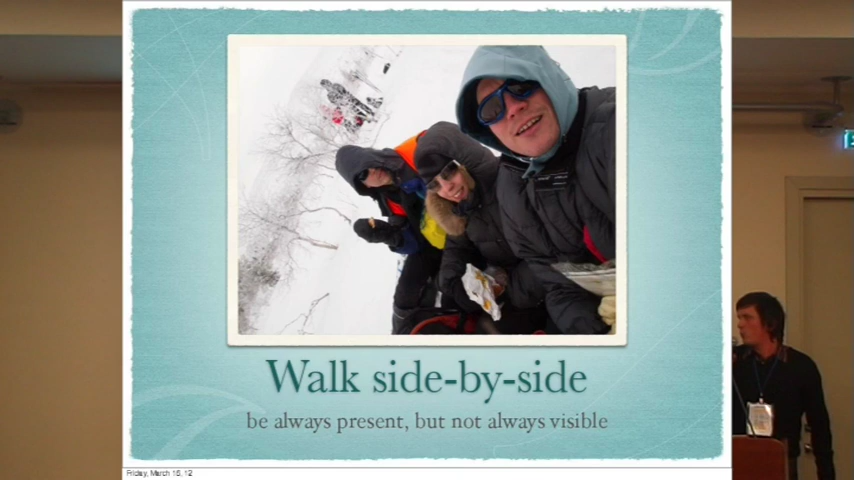 Walk side-by-side
be always present, but not always visible
Friday, March 16, 12